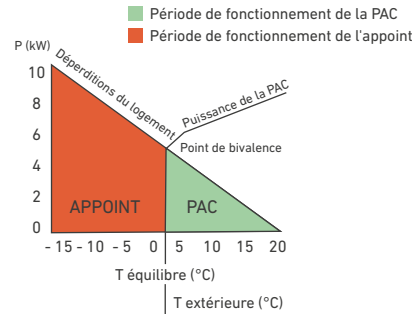 Période de fonctionnement de la PAC
Période de fonctionnement de l'appoint
P (kW)
10
8
6
4
2
0
Déperditions du logement
Puissance de la PAC
Point de bivalence
APPOINT
PAC
- 15 - 10 - 5 0 5 10 15 20
T équilibre (°C)
T extérieure (°C)